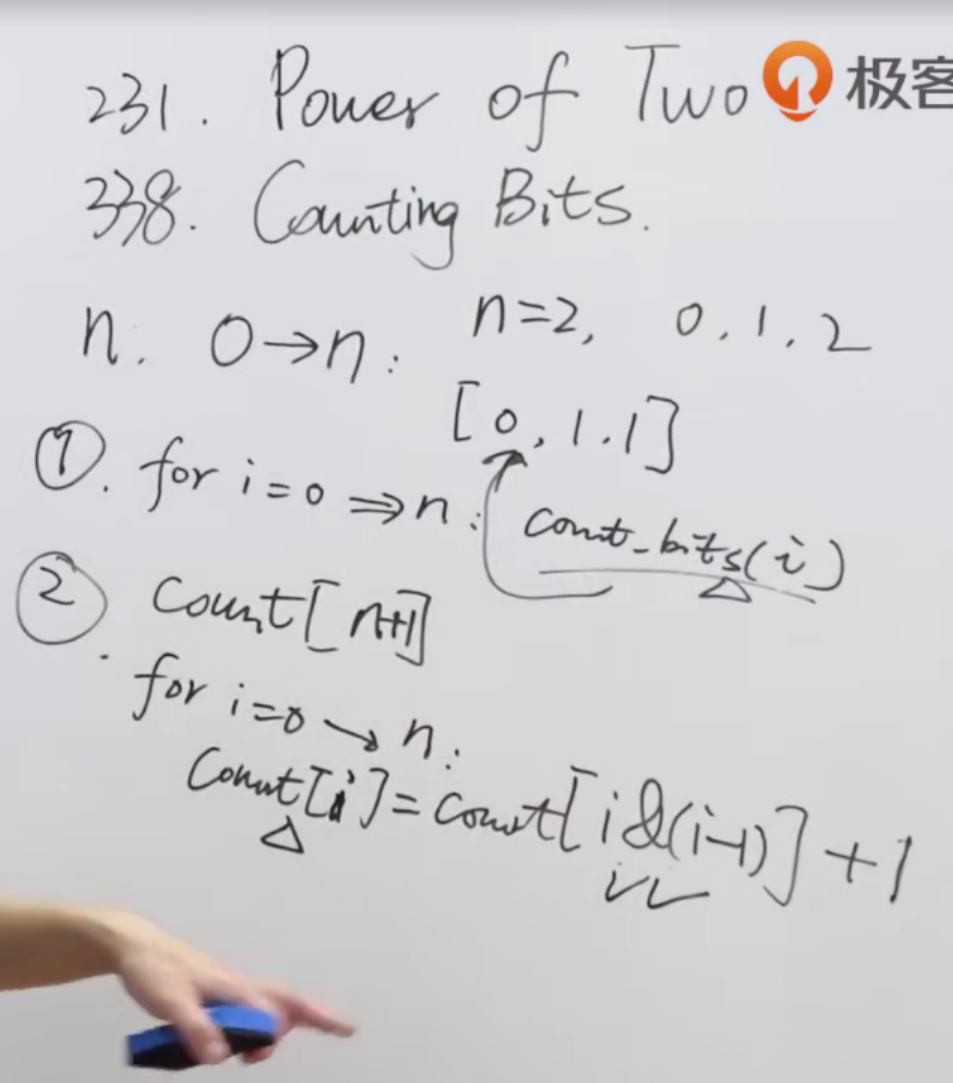 231. Power of Two
极客
338. Counting Bits.
n. 0→n: n=2, 0.1.2
[0,1.1]
①. for i=0 ⇒ n: count_bits(i)
②. Count[n+1]
for i=0 → n:
Count[i]=count[i&(i-1)]+1